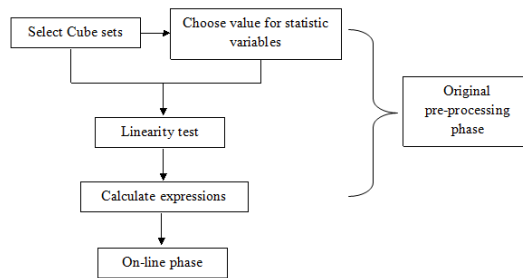 Select Cube sets
Choose value for statistic
variables
Original
pre-processing
phase
Linearity test
Calculate expressions
On-line phase